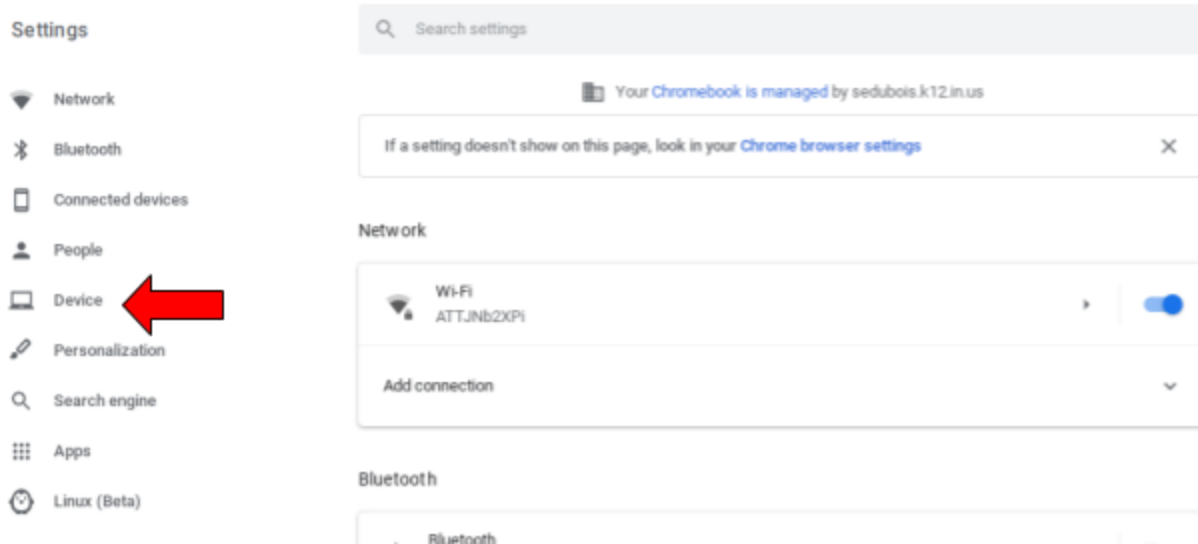 Settings
Search settings
Network
Bluetooth
Connected devices
People
Device
Personalization
Search engine
Apps
Linux (Beta)
Your Chromebook is managed by sedubois.k12.in.us
If a setting doesn't show on this page, look in your Chrome browser settings
Network
Wi-Fi
ATTJNb2XPi
Add connection
Bluetooth
Bluetooth